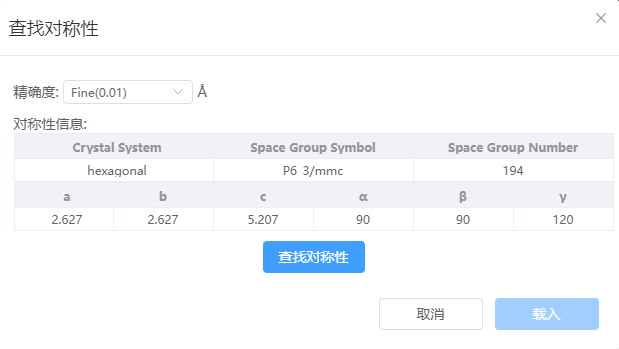 查找对称性
精确度: Fine(0.01) Å
对称性信息:
Crystal System Space Group Symbol Space Group Number
hexagonal P6_3/mmc 194
a b c α β γ
2.627 2.627 5.207 90 90 120
查找对称性
取消 载入